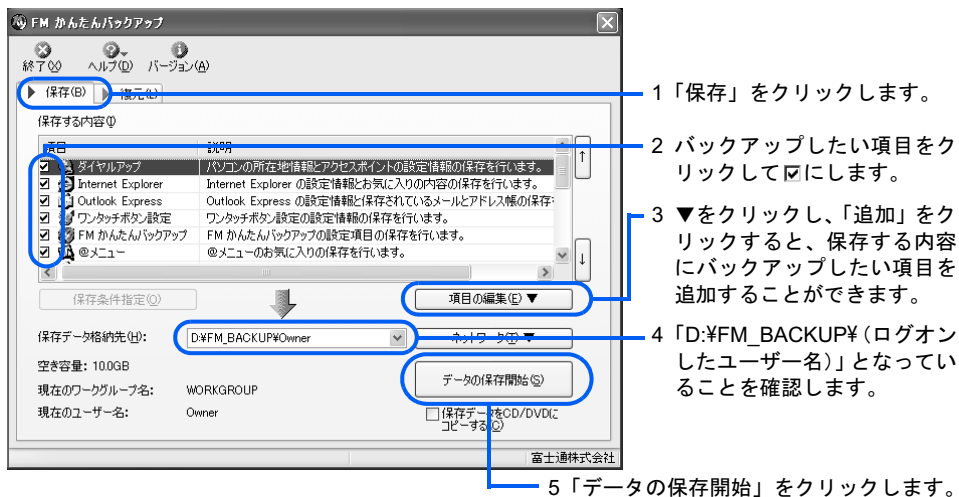 FM かんたんバックアップ
終了(X) ヘルプ(D) バージョン(A)
保存(B) 復元(L)
保存する内容(I)
項目 説明
ダイヤルアップ パソコンの所在地情報とアクセスポイントの設定情報の保存を行います。
Internet Explorer Internet Explorer の設定情報とお気に入りの内容の保存を行います。
Outlook Express Outlook Express の設定情報と保存されているメールとアドレス帳の保存
ワンタッチボタン設定 ワンタッチボタン設定の設定情報の保存を行います。
FM かんたんバックアップ FM かんたんバックアップの設定項目の保存を行います。
@メニュー @メニューのお気に入りの保存を行います。
↑
↓
保存条件指定(O)
項目の編集(E) ▼
保存データ格納先(H): D:¥FM_BACKUP¥Owner
ネットワーク(T) ▼
空き容量: 10.0GB
データの保存開始(S)
現在のワークグループ名: WORKGROUP
現在のユーザー名: Owner
保存データをCD/DVDに
コピーする(C)
富士通株式会社
1「保存」をクリックします。
2 バックアップしたい項目をク
リックして☑にします。
3 ▼をクリックし、「追加」をク
リックすると、保存する内容
にバックアップしたい項目を
追加することができます。
4「D:¥FM_BACKUP¥(ログオン
したユーザー名)」となってい
ることを確認します。
5「データの保存開始」をクリックします。